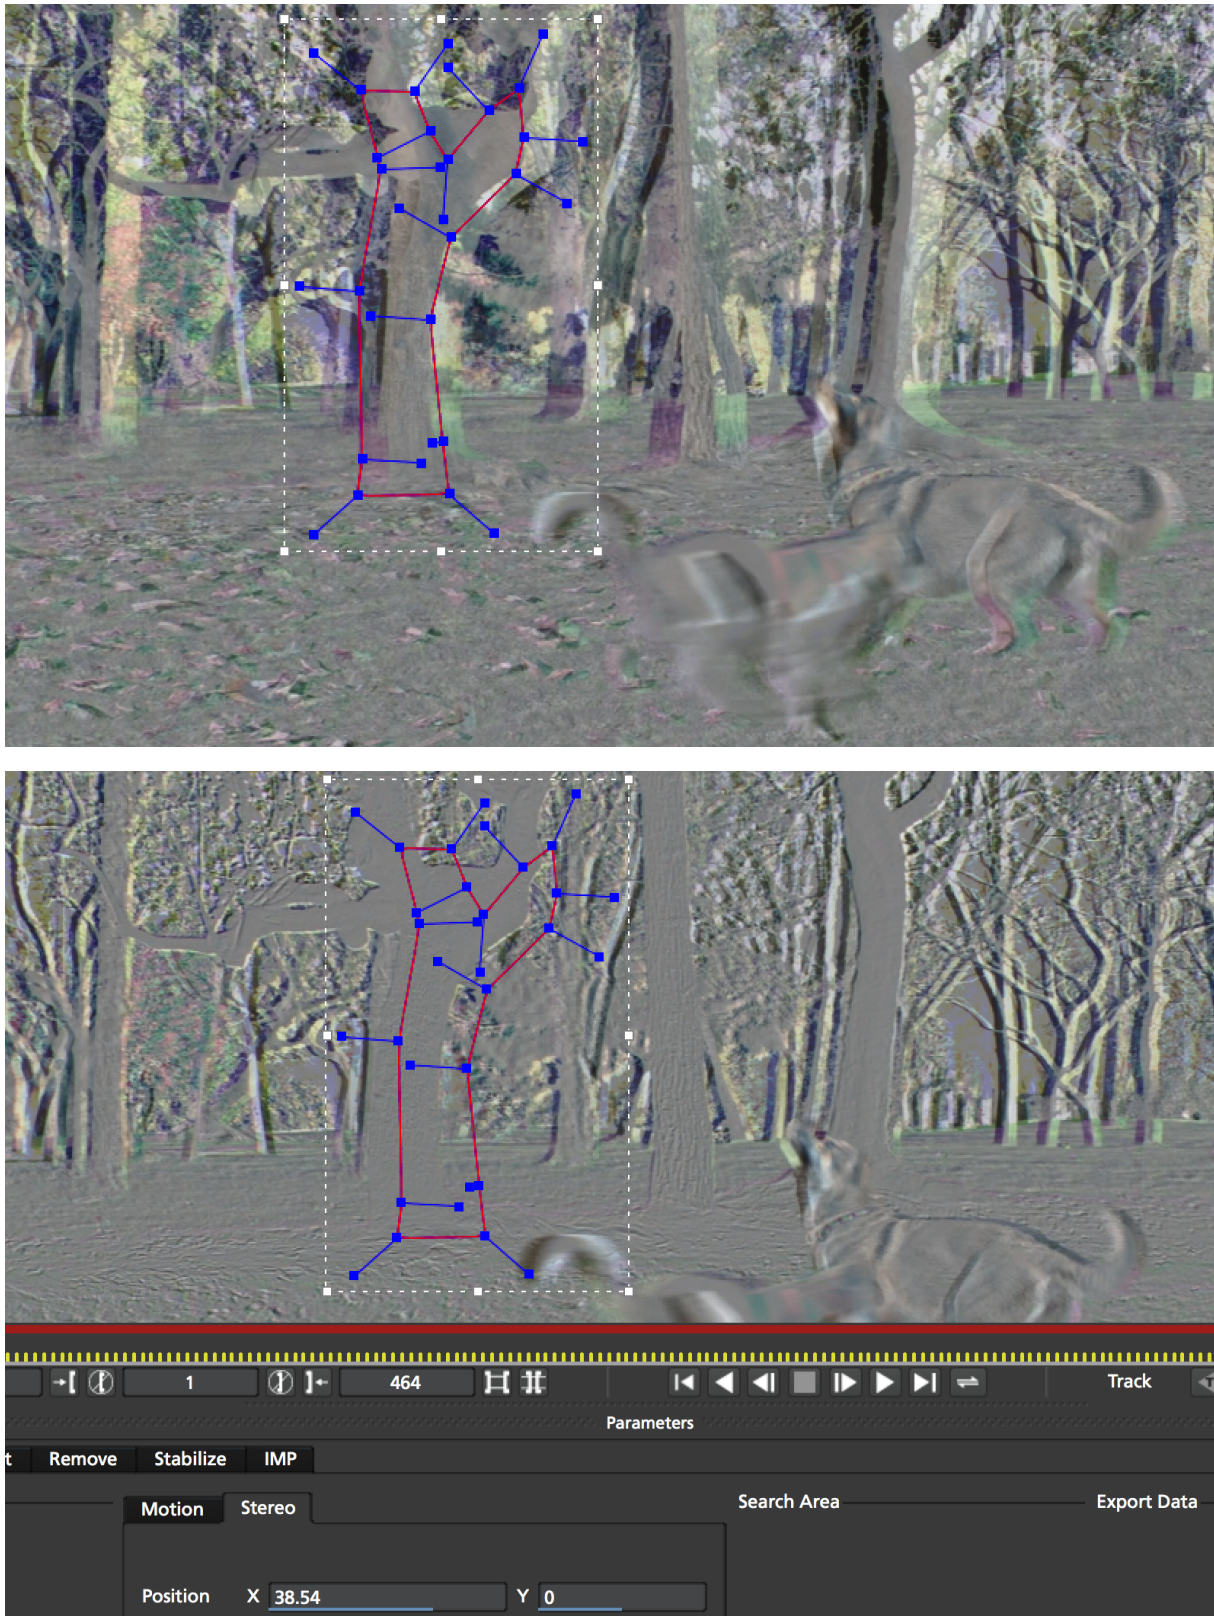 1 464 Track
Parameters
t Remove Stabilize IMP
Motion Stereo Search Area Export Data
Position X 38.54 Y 0